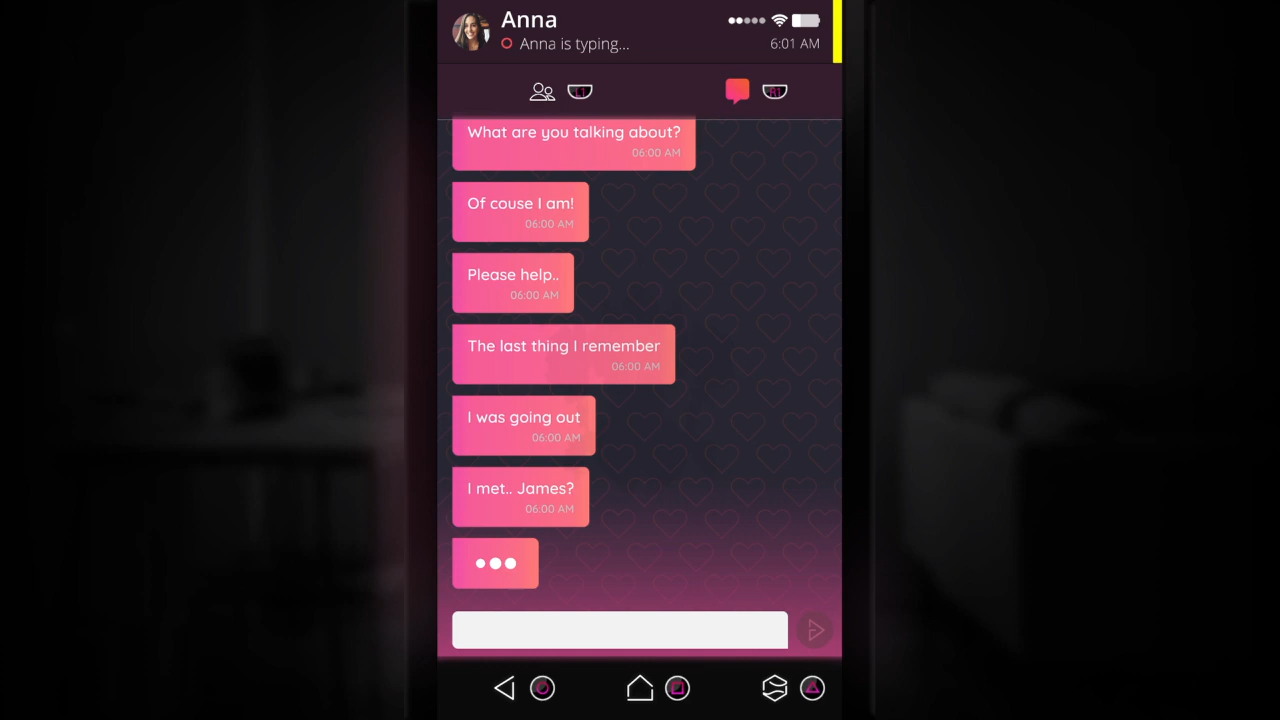 Anna
Anna is typing...
6:01 AM
L1
R1
What are you talking about?
06:00 AM
Of couse I am!
06:00 AM
Please help..
06:00 AM
The last thing I remember
06:00 AM
I was going out
06:00 AM
I met.. James?
06:00 AM